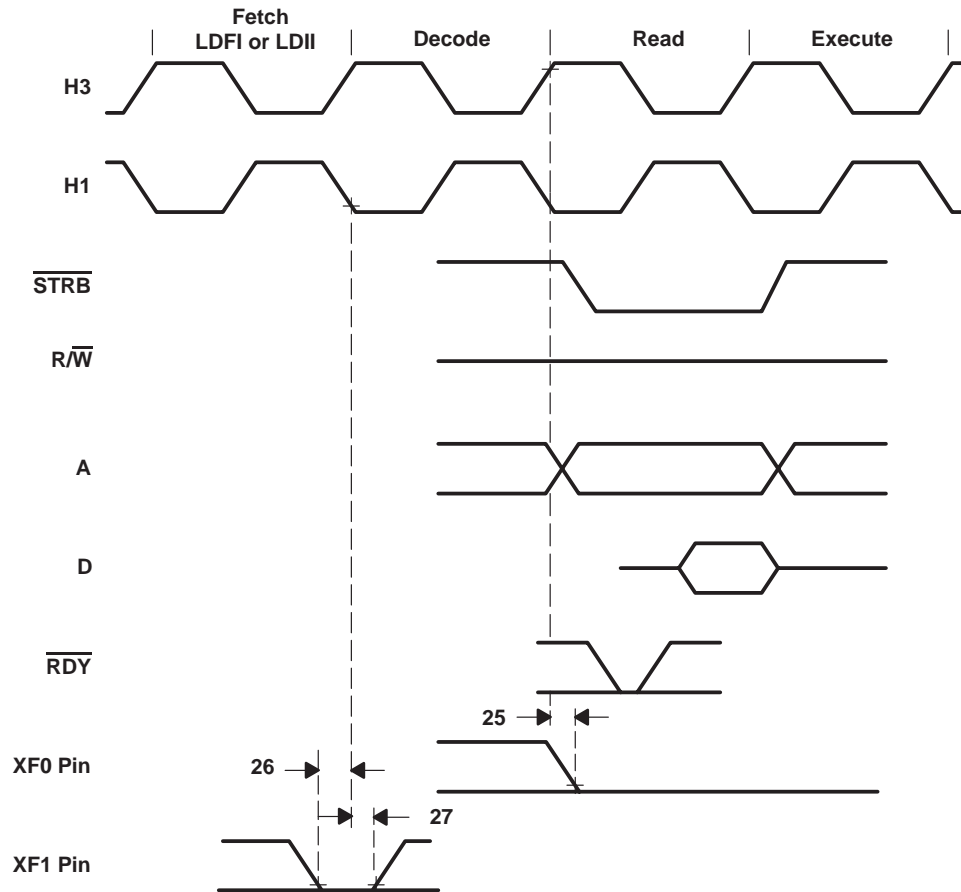 Fetch
LDFI or LDII
Decode
Read
Execute
H3
H1
STRB
R/W
A
D
RDY
25
XF0 Pin
26
27
XF1 Pin